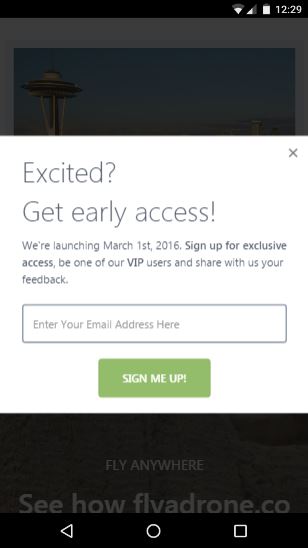 12:29
×
Excited?
Get early access!
We're launching March 1st, 2016. Sign up for exclusive
access, be one of our VIP users and share with us your
feedback.
Enter Your Email Address Here
SIGN ME UP!
FLY ANYWHERE
See how flyadrone.co